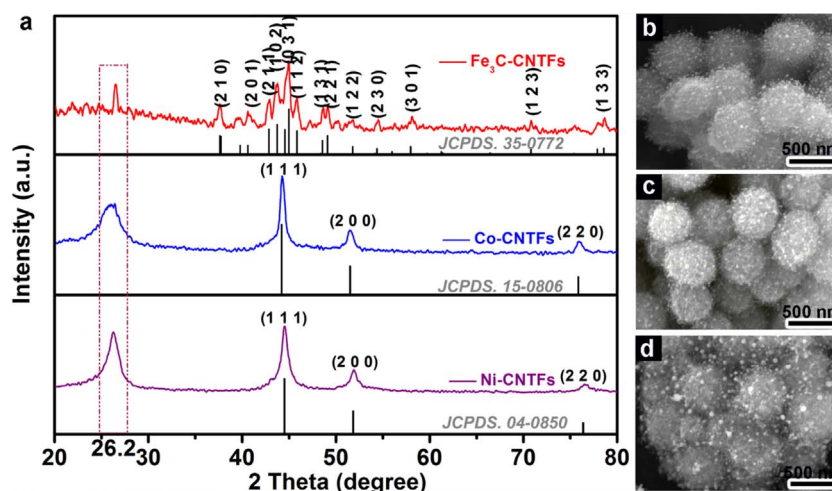 a
Intensity (a.u.)
(2 1 0)
(2 0 1)
(2 1 1)
(1 0 2)
(0 3 1)
(1 1 2)
(1 3 1)
(2 2 1)
(1 2 2)
(2 3 0)
(3 0 1)
(1 2 3)
(1 3 3)
Fe3C-CNTFs
JCPDS. 35-0772
(1 1 1)
(2 0 0)
(2 2 0)
Co-CNTFs
JCPDS. 15-0806
(1 1 1)
(2 0 0)
(2 2 0)
Ni-CNTFs
JCPDS. 04-0850
20 30 40 50 60 70 80
26.2
2 Theta (degree)
b
500 nm
c
500 nm
d
500 nm